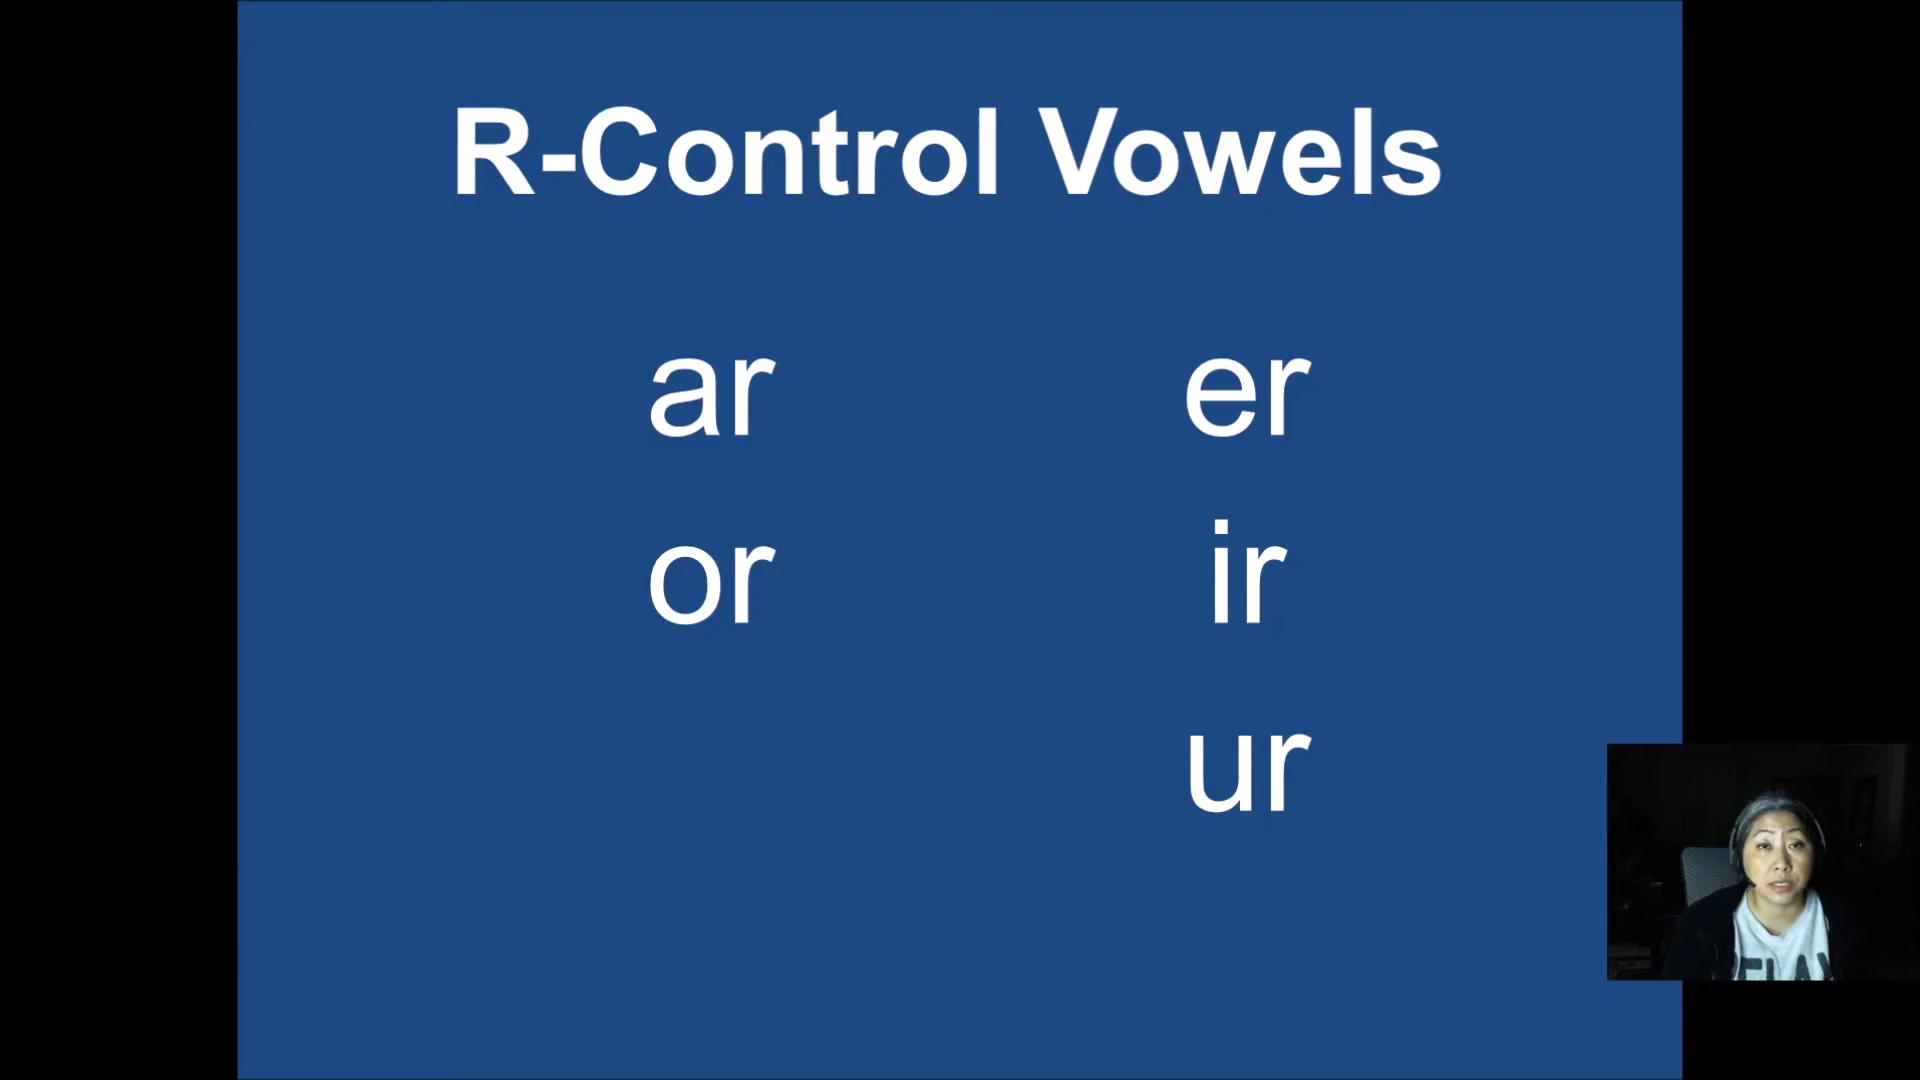 R-Control Vowels
ar
or
er
ir
ur